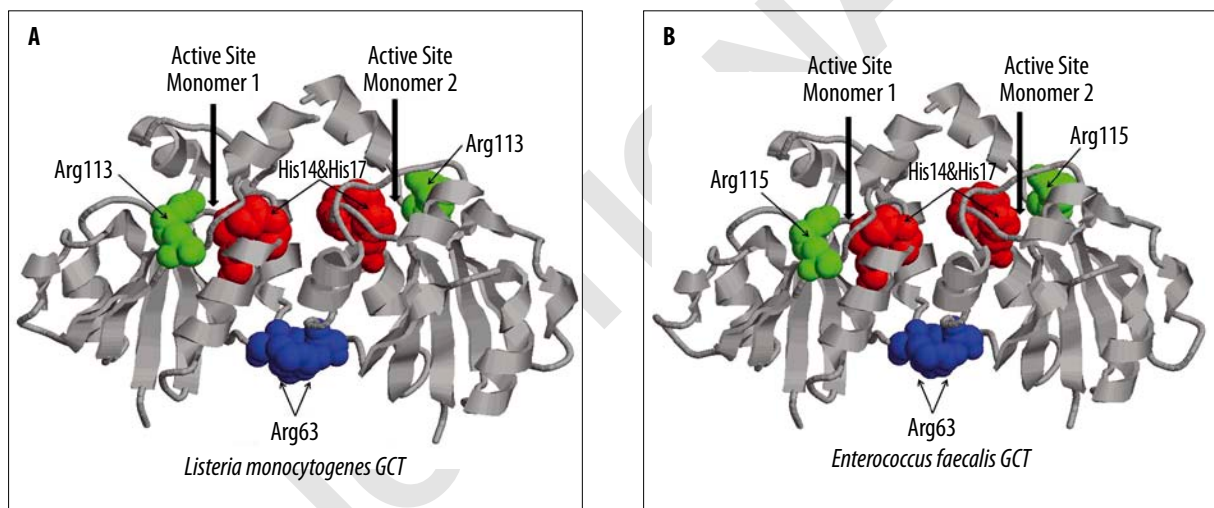 A
Active Site
Monomer 1
Active Site
Monomer 2
Arg113
His14&His17
Arg113
Arg63
Listeria monocytogenes GCT
B
Active Site
Monomer 1
Active Site
Monomer 2
Arg115
His14&His17
Arg115
Arg63
Enterococcus faecalis GCT